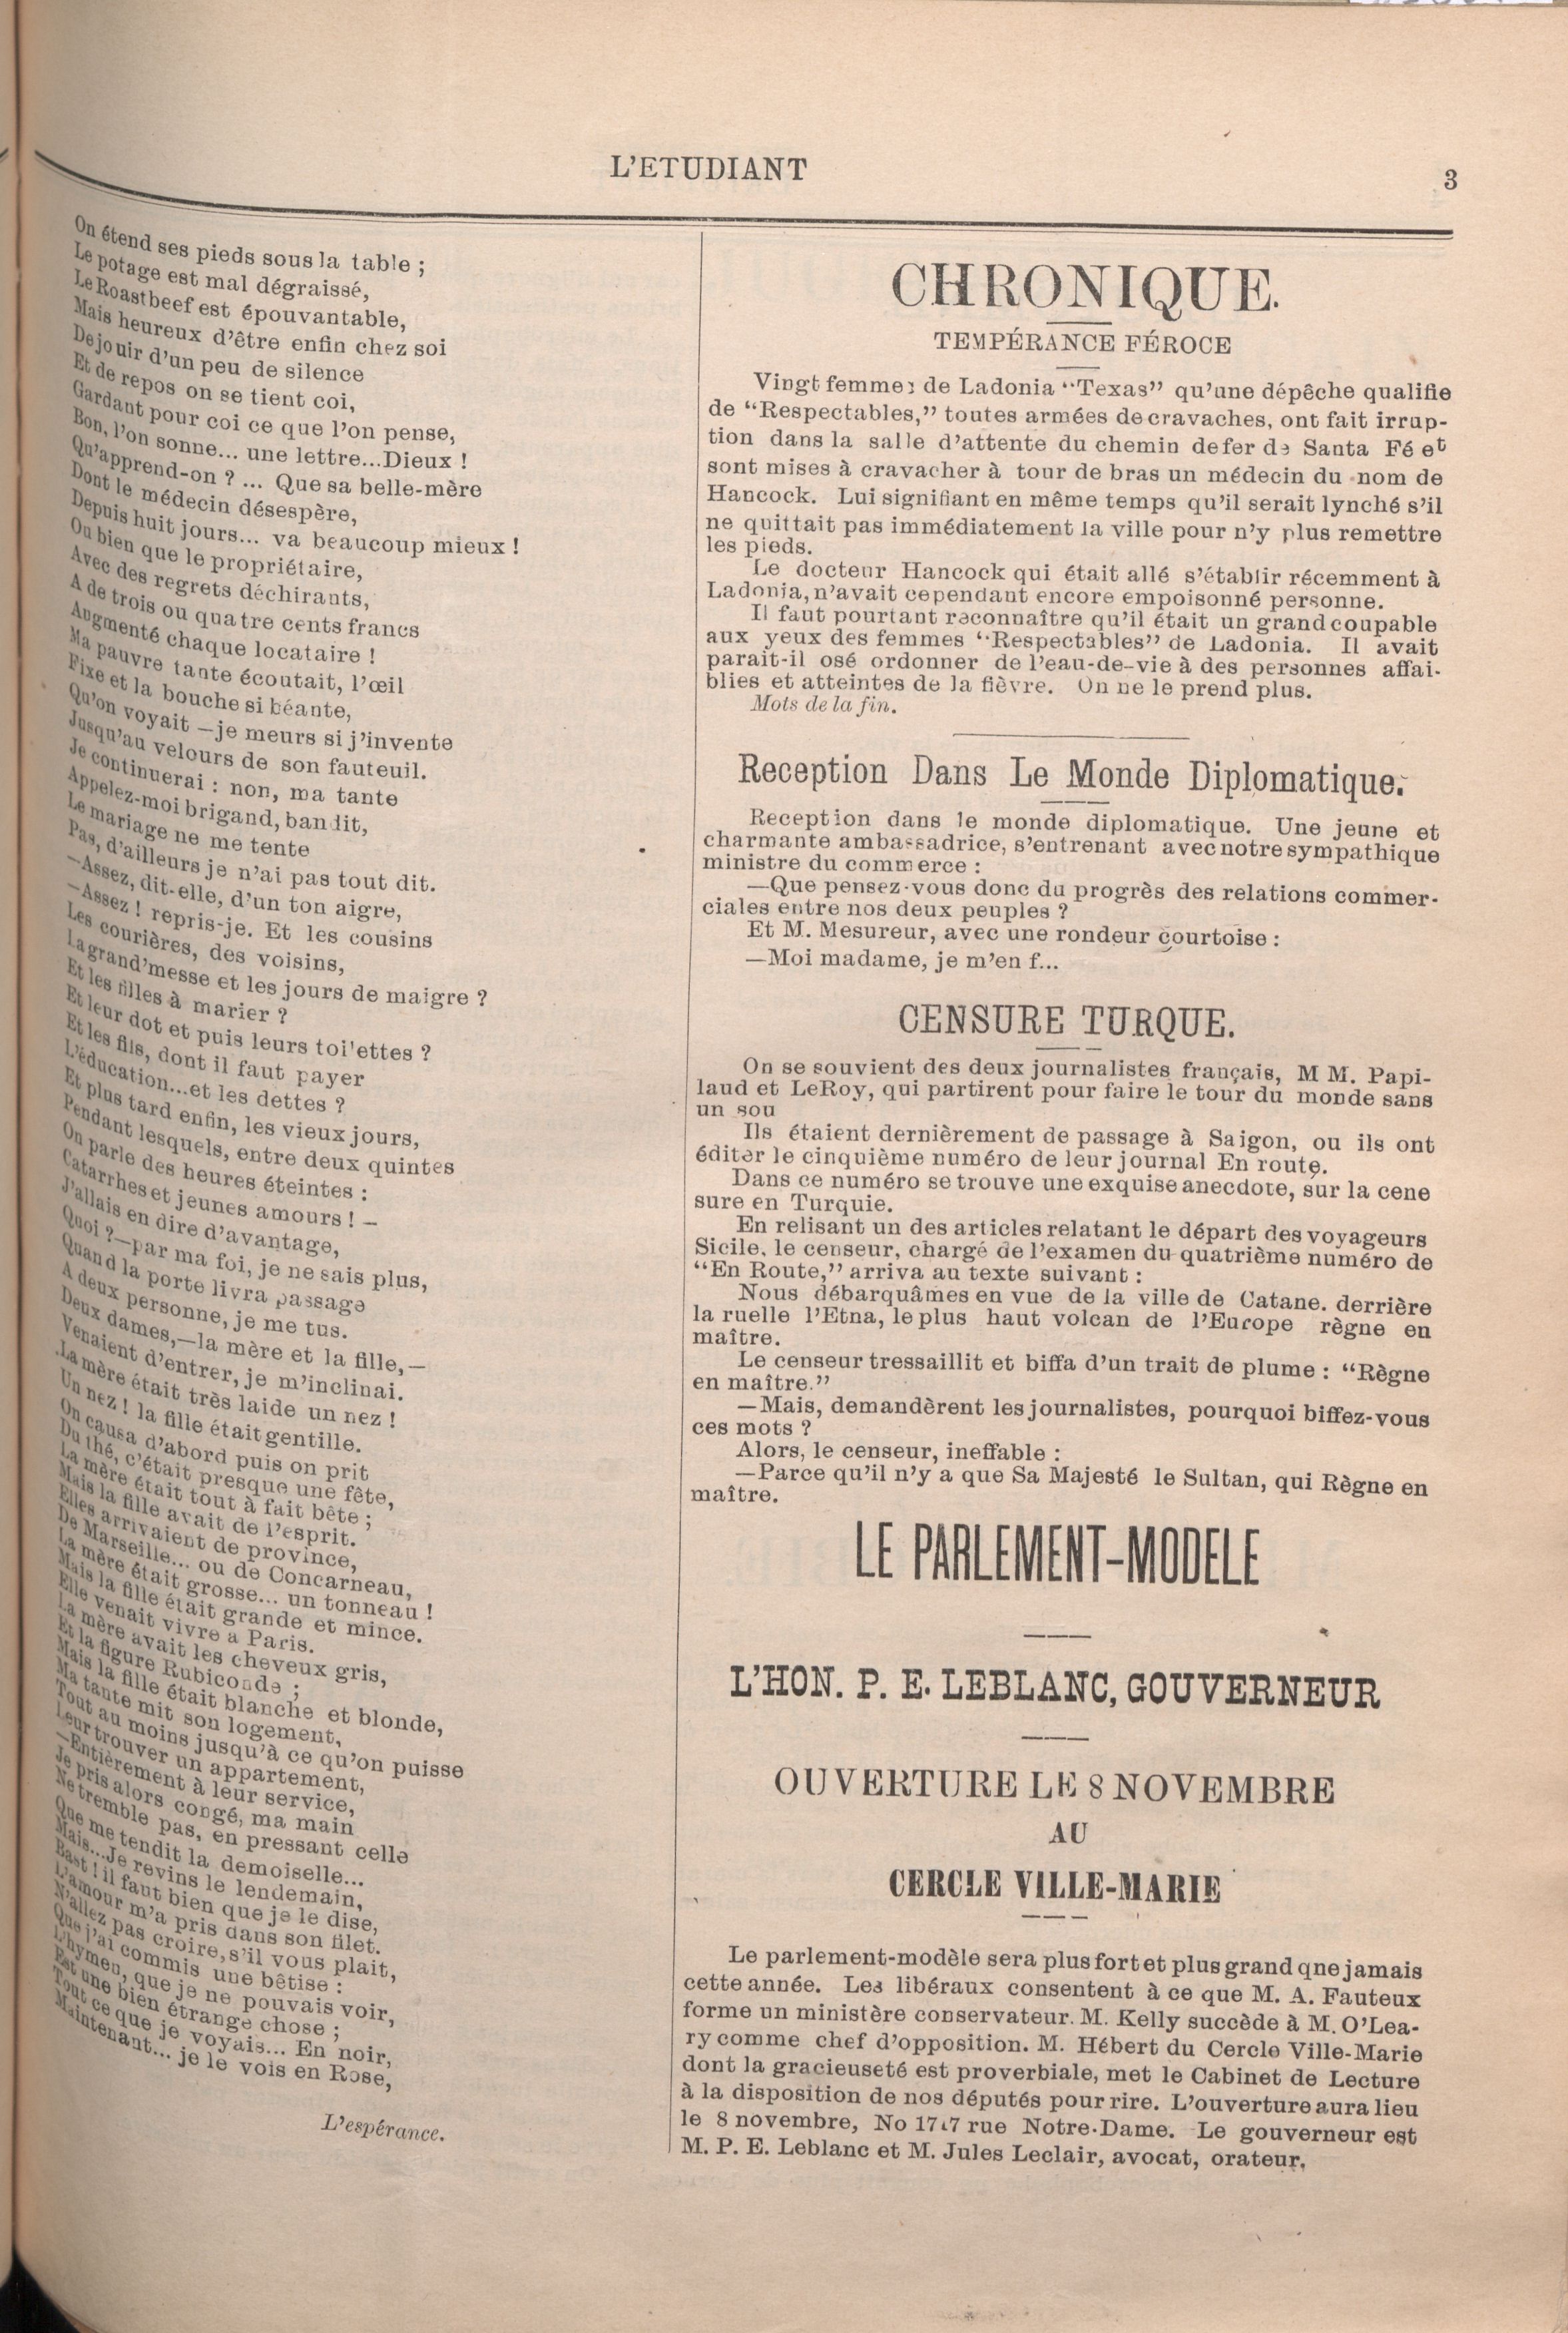 L'ETUDIANT
3
On étend ses pieds sous la table ;
Le potage est mal dégraissé,
Le Roastbeef est épouvantable,
Mais heureux d'être enfin chez soi
De jouir d'un peu de silence
Et de repos on se tient coi,
Gardant pour coi ce que l'on pense,
Bon, l'on sonne... une lettre...Dieux !
Qu'apprend-on ? ... Que sa belle-mère
Dont le médecin désespère,
Depuis huit jours... va beaucoup mieux !
Ou bien que le propriétaire,
Avec des regrets déchirants,
A de trois ou quatre cents francs
Augmenté chaque locataire !
Ma pauvre tante écoutait, l'œil
Fixe et la bouche si béante,
Qu'on voyait —je meurs si j'invente
Jusqu'au velours de son fauteuil.
Je continuerai : non, ma tante
Appelez-moi brigand, bandit,
Le mariage ne me tente
Pas, d'ailleurs je n'ai pas tout dit.
—Assez, dit-elle, d'un ton aigre,
—Assez ! repris-je. Et les cousins
Les courières, des voisins,
La grand'messe et les jours de maigre ?
Et les filles à marier ?
Et leur dot et puis leurs toi'ettes ?
Et les fils, dont il faut payer
L'éducation...et les dettes ?
Et plus tard enfin, les vieux jours,
Pendant lesquels, entre deux quintes
On parle des heures éteintes :
Catarrhes et jeunes amours ! —
J'allais en dire d'avantage,
Quoi ?—par ma foi, je ne sais plus,
Quand la porte livra passage
A deux personne, je me tus.
Deux dames,—la mère et la fille,—
Venaient d'entrer, je m'inclinai.
La mère était très laide un nez !
Un nez ! la fille était gentille.
On causa d'abord puis on prit
Du thé, c'était presque une fête,
La mère était tout à fait bête ;
Mais la fille avait de l'esprit.
Elles arrivaient de province,
De Marseille... ou de Concarneau,
La mère était grosse... un tonneau !
Mais la fille était grande et mince.
Elle venait vivre a Paris.
La mère avait les cheveux gris,
Et la figure Rubiconde ;
Mais la fille était blanche et blonde,
Ma tante mit son logement,
Tout au moins jusqu'à ce qu'on puisse
Leur trouver un appartement,
—Entièrement à leur service,
Je pris alors congé, ma main
Ne tremble pas, en pressant celle
Que me tendit la demoiselle...
Mais...Je revins le lendemain,
Bast ! il faut bien que je le dise,
L'amour m'a pris dans son filet.
N'allez pas croire, s'il vous plait,
Que j'ai commis une bêtise :
L'hymen, que je ne pouvais voir,
Est une bien étrange chose ;
Tout ce que je voyais... En noir,
Maintenant... je le vois en Rose,
L'espérance.
CHRONIQUE.
TEMPÉRANCE FÉROCE
Vingt femmes de Ladonia "Texas" qu'une dépêche qualifie
de "Respectables," toutes armées de cravaches, ont fait irrup-
tion dans la salle d'attente du chemin de fer de Santa Fé et
sont mises à cravacher à tour de bras un médecin du nom de
Hancock. Lui signifiant en même temps qu'il serait lynché s'il
ne quittait pas immédiatement la ville pour n'y plus remettre
les pieds.
Le docteur Hancock qui était allé s'établir récemment à
Ladonia, n'avait cependant encore empoisonné personne.
Il faut pourtant reconnaître qu'il était un grand coupable
aux yeux des femmes "Respectables" de Ladonia. Il avait
parait-il osé ordonner de l'eau-de-vie à des personnes affai-
blies et atteintes de la fièvre. On ne le prend plus.
Mots de la fin.
Reception Dans Le Monde Diplomatique.
Reception dans le monde diplomatique. Une jeune et
charmante ambassadrice, s'entrenant avec notre sympathique
ministre du commerce :
—Que pensez-vous donc du progrès des relations commer-
ciales entre nos deux peuples ?
Et M. Mesureur, avec une rondeur courtoise :
—Moi madame, je m'en f...
CENSURE TURQUE.
On se souvient des deux journalistes français, M M. Papi-
laud et LeRoy, qui partirent pour faire le tour du monde sans
un sou
Ils étaient dernièrement de passage à Saigon, ou ils ont
éditer le cinquième numéro de leur journal En route.
Dans ce numéro se trouve une exquise anecdote, sur la cene
sure en Turquie.
En relisant un des articles relatant le départ des voyageurs
Sicile, le censeur, chargé de l'examen du quatrième numéro de
"En Route," arriva au texte suivant :
Nous débarquâmes en vue de la ville de Catane. derrière
la ruelle l'Etna, le plus haut volcan de l'Europe règne en
maître.
Le censeur tressaillit et biffa d'un trait de plume : "Règne
en maître."
—Mais, demandèrent les journalistes, pourquoi biffez-vous
ces mots ?
Alors, le censeur, ineffable :
—Parce qu'il n'y a que Sa Majesté le Sultan, qui Règne en
maître.
LE PARLEMENT-MODELE
L'HON. P. E. LEBLANC, GOUVERNEUR
OUVERTURE LE 8 NOVEMBRE
AU
CERCLE VILLE-MARIE
Le parlement-modèle sera plus fort et plus grand qne jamais
cette année. Les libéraux consentent à ce que M. A. Fauteux
forme un ministère conservateur. M. Kelly succède à M. O'Lea-
ry comme chef d'opposition. M. Hébert du Cercle Ville-Marie
dont la gracieuseté est proverbiale, met le Cabinet de Lecture
à la disposition de nos députés pour rire. L'ouverture aura lieu
le 8 novembre, No rue Notre-Dame. Le gouverneur est
M. P. E. Leblanc et M. Jules Leclair, avocat, orateur.